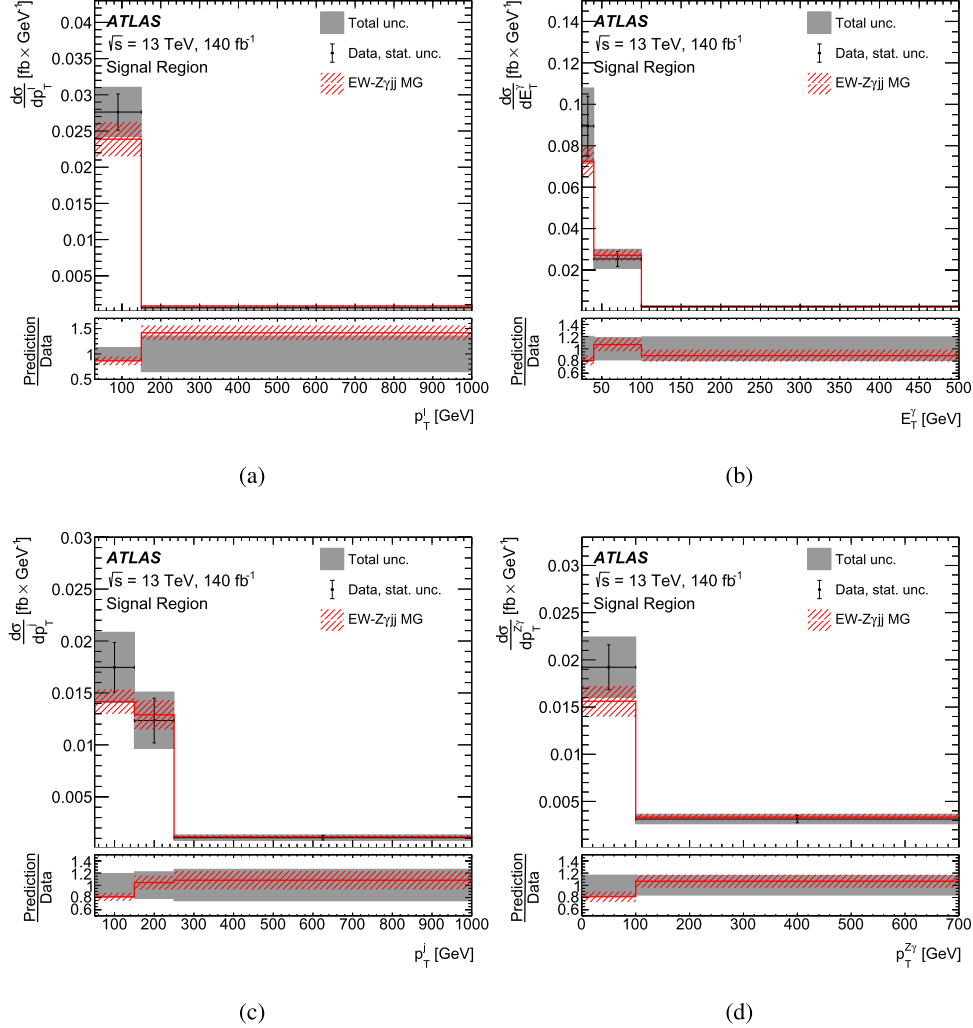 dσ/dp_T^l [fb × GeV⁻¹]
0.04
0.035
0.03
0.025
0.02
0.015
0.01
0.005
ATLAS
√s = 13 TeV, 140 fb⁻¹
Signal Region
Total unc.
Data, stat. unc.
EW-Zγjj MG
Prediction/Data
1.5
1
0.5
100 200 300 400 500 600 700 800 900 1000
p_T^l [GeV]
(a)
dσ/dE_T^γ [fb × GeV⁻¹]
0.14
0.12
0.1
0.08
0.06
0.04
0.02
ATLAS
√s = 13 TeV, 140 fb⁻¹
Signal Region
Total unc.
Data, stat. unc.
EW-Zγjj MG
Prediction/Data
1.4
1.2
1
0.8
0.6
50 100 150 200 250 300 350 400 450 500
E_T^γ [GeV]
(b)
dσ/dp_T^j [fb × GeV⁻¹]
0.03
0.025
0.02
0.015
0.01
0.005
ATLAS
√s = 13 TeV, 140 fb⁻¹
Signal Region
Total unc.
Data, stat. unc.
EW-Zγjj MG
Prediction/Data
1.4
1.2
1
0.8
0.6
100 200 300 400 500 600 700 800 900 1000
p_T^j [GeV]
(c)
dσ/dp_T^Zγ [fb × GeV⁻¹]
0.03
0.025
0.02
0.015
0.01
0.005
ATLAS
√s = 13 TeV, 140 fb⁻¹
Signal Region
Total unc.
Data, stat. unc.
EW-Zγjj MG
Prediction/Data
1.4
1.2
1
0.8
0.6
0 100 200 300 400 500 600 700
p_T^Zγ [GeV]
(d)